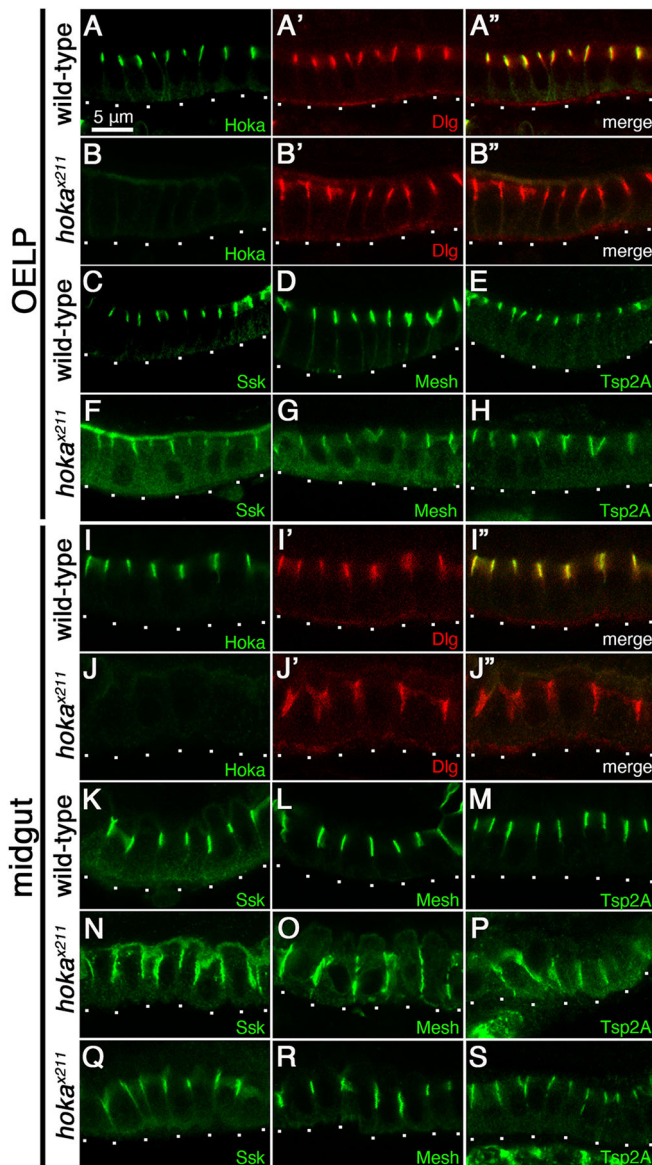 OELP
wild-type
A
5 µm
Hoka
A'
Dlg
A"
merge
hoka^x211
B
Hoka
B'
Dlg
B"
merge
wild-type
C
Ssk
D
Mesh
E
Tsp2A
hoka^x211
F
Ssk
G
Mesh
H
Tsp2A
midgut
wild-type
I
Hoka
I'
Dlg
I"
merge
hoka^x211
J
Hoka
J'
Dlg
J"
merge
wild-type
K
Ssk
L
Mesh
M
Tsp2A
hoka^x211
N
Ssk
O
Mesh
P
Tsp2A
hoka^x211
Q
Ssk
R
Mesh
S
Tsp2A